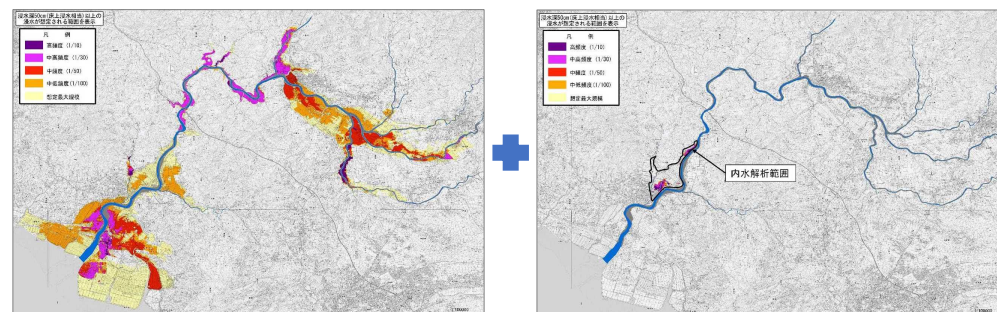 浸水深50cm(床上浸水相当)以上の
浸水が想定される範囲を表示
凡 例
高頻度 (1/10)
中高頻度 (1/30)
中頻度 (1/50)
中低頻度 (1/100)
想定最大規模
浸水深50cm(床上浸水相当)以上の
浸水が想定される範囲を表示
凡 例
高頻度 (1/10)
中高頻度 (1/30)
中頻度 (1/50)
中低頻度 (1/100)
想定最大規模
内水解析範囲